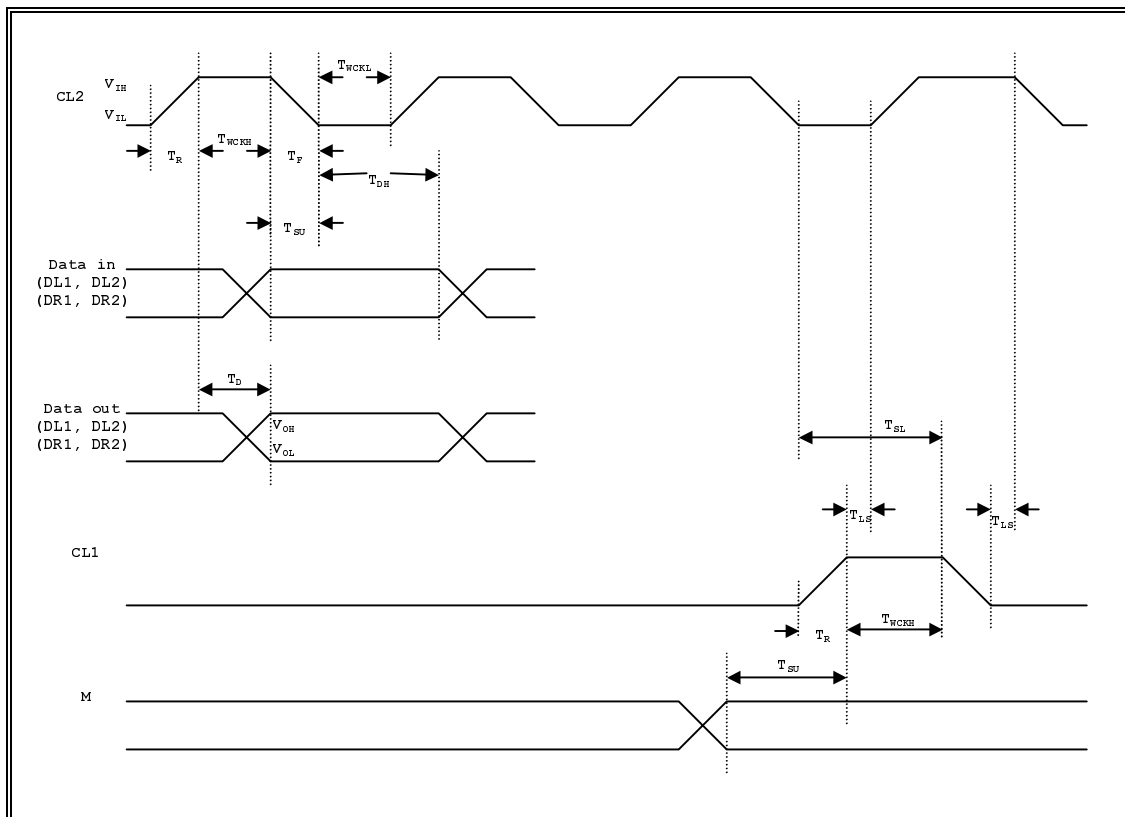 T_WCKL
V_IH
CL2
V_IL
T_WCKH
T_R
T_F
T_DH
T_SU
Data in
(DL1, DL2)
(DR1, DR2)
T_D
Data out
(DL1, DL2)
(DR1, DR2)
V_OH
V_OL
T_SL
T_LS
T_LS
CL1
T_WCKH
T_R
T_SU
M